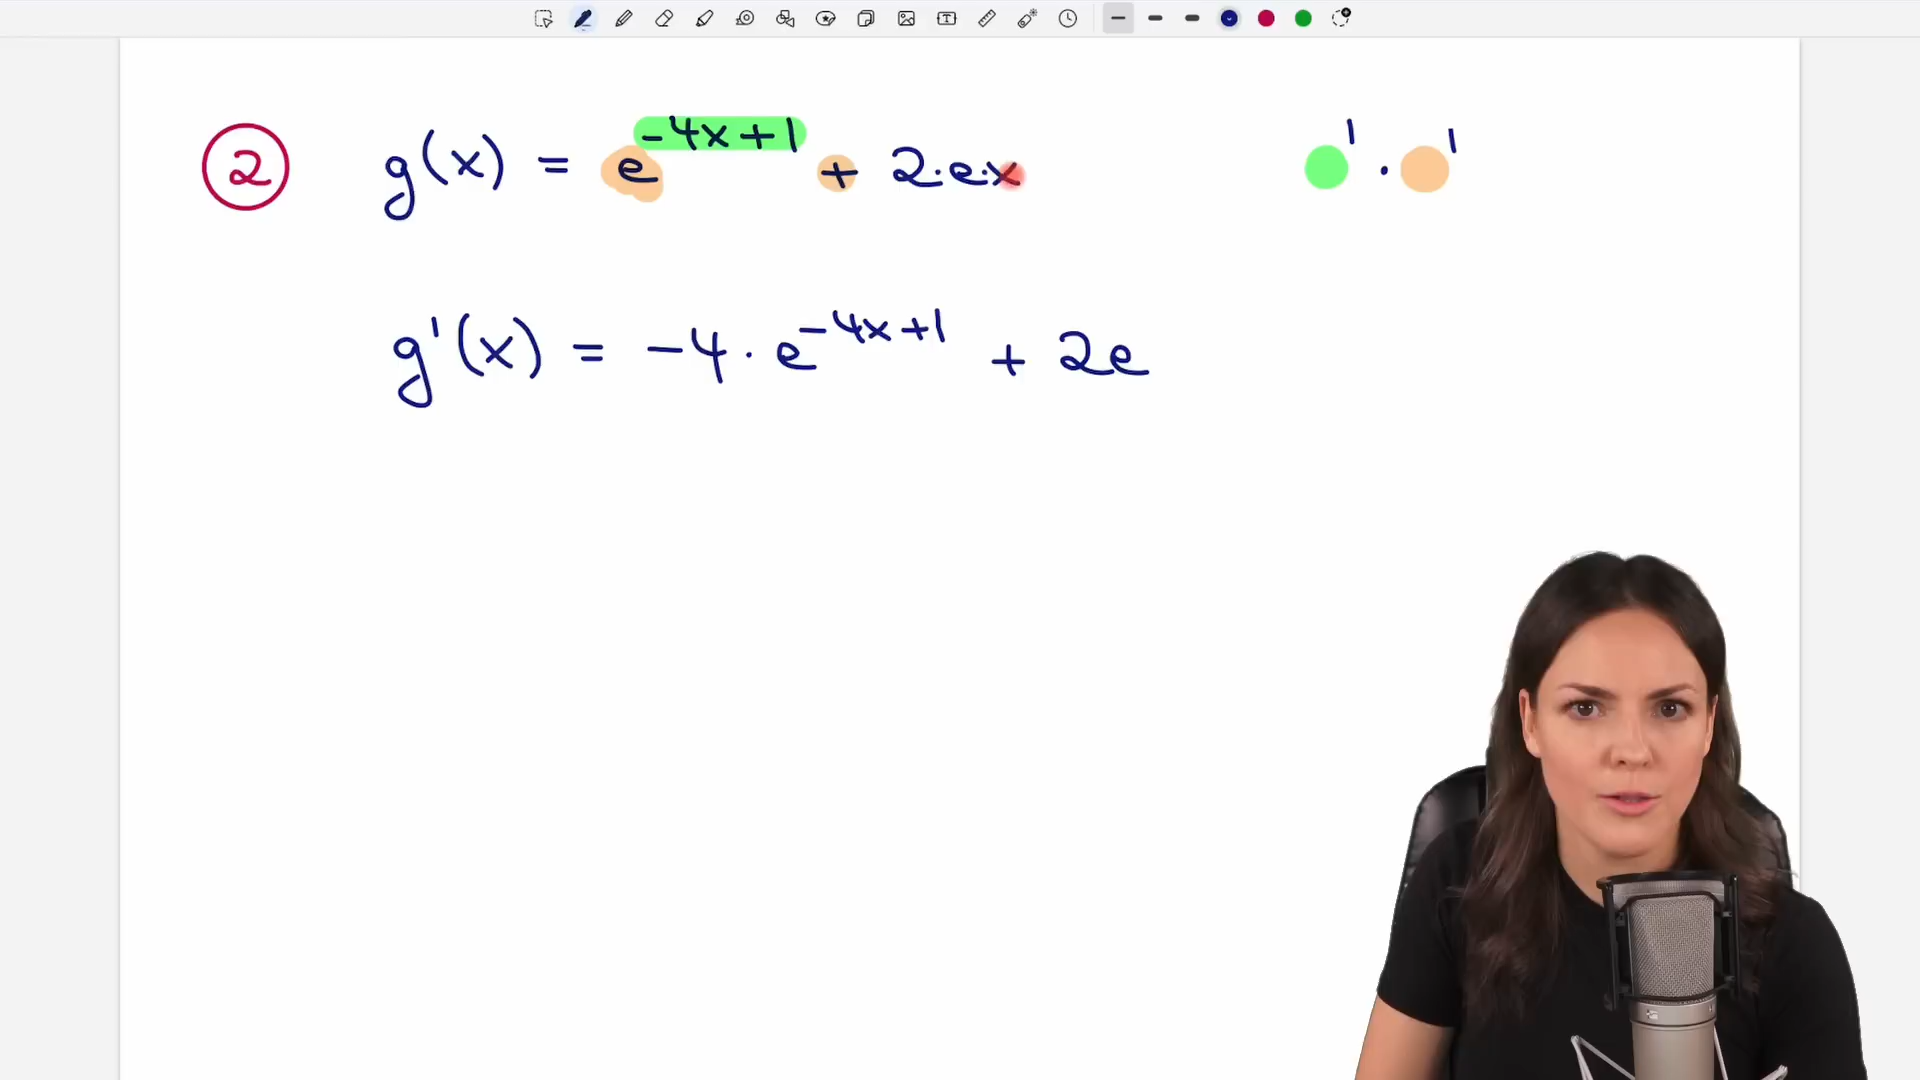 ② g(x) = e^{-4x+1} + 2·e·x ' · '
g'(x) = -4 · e^{-4x+1} + 2e